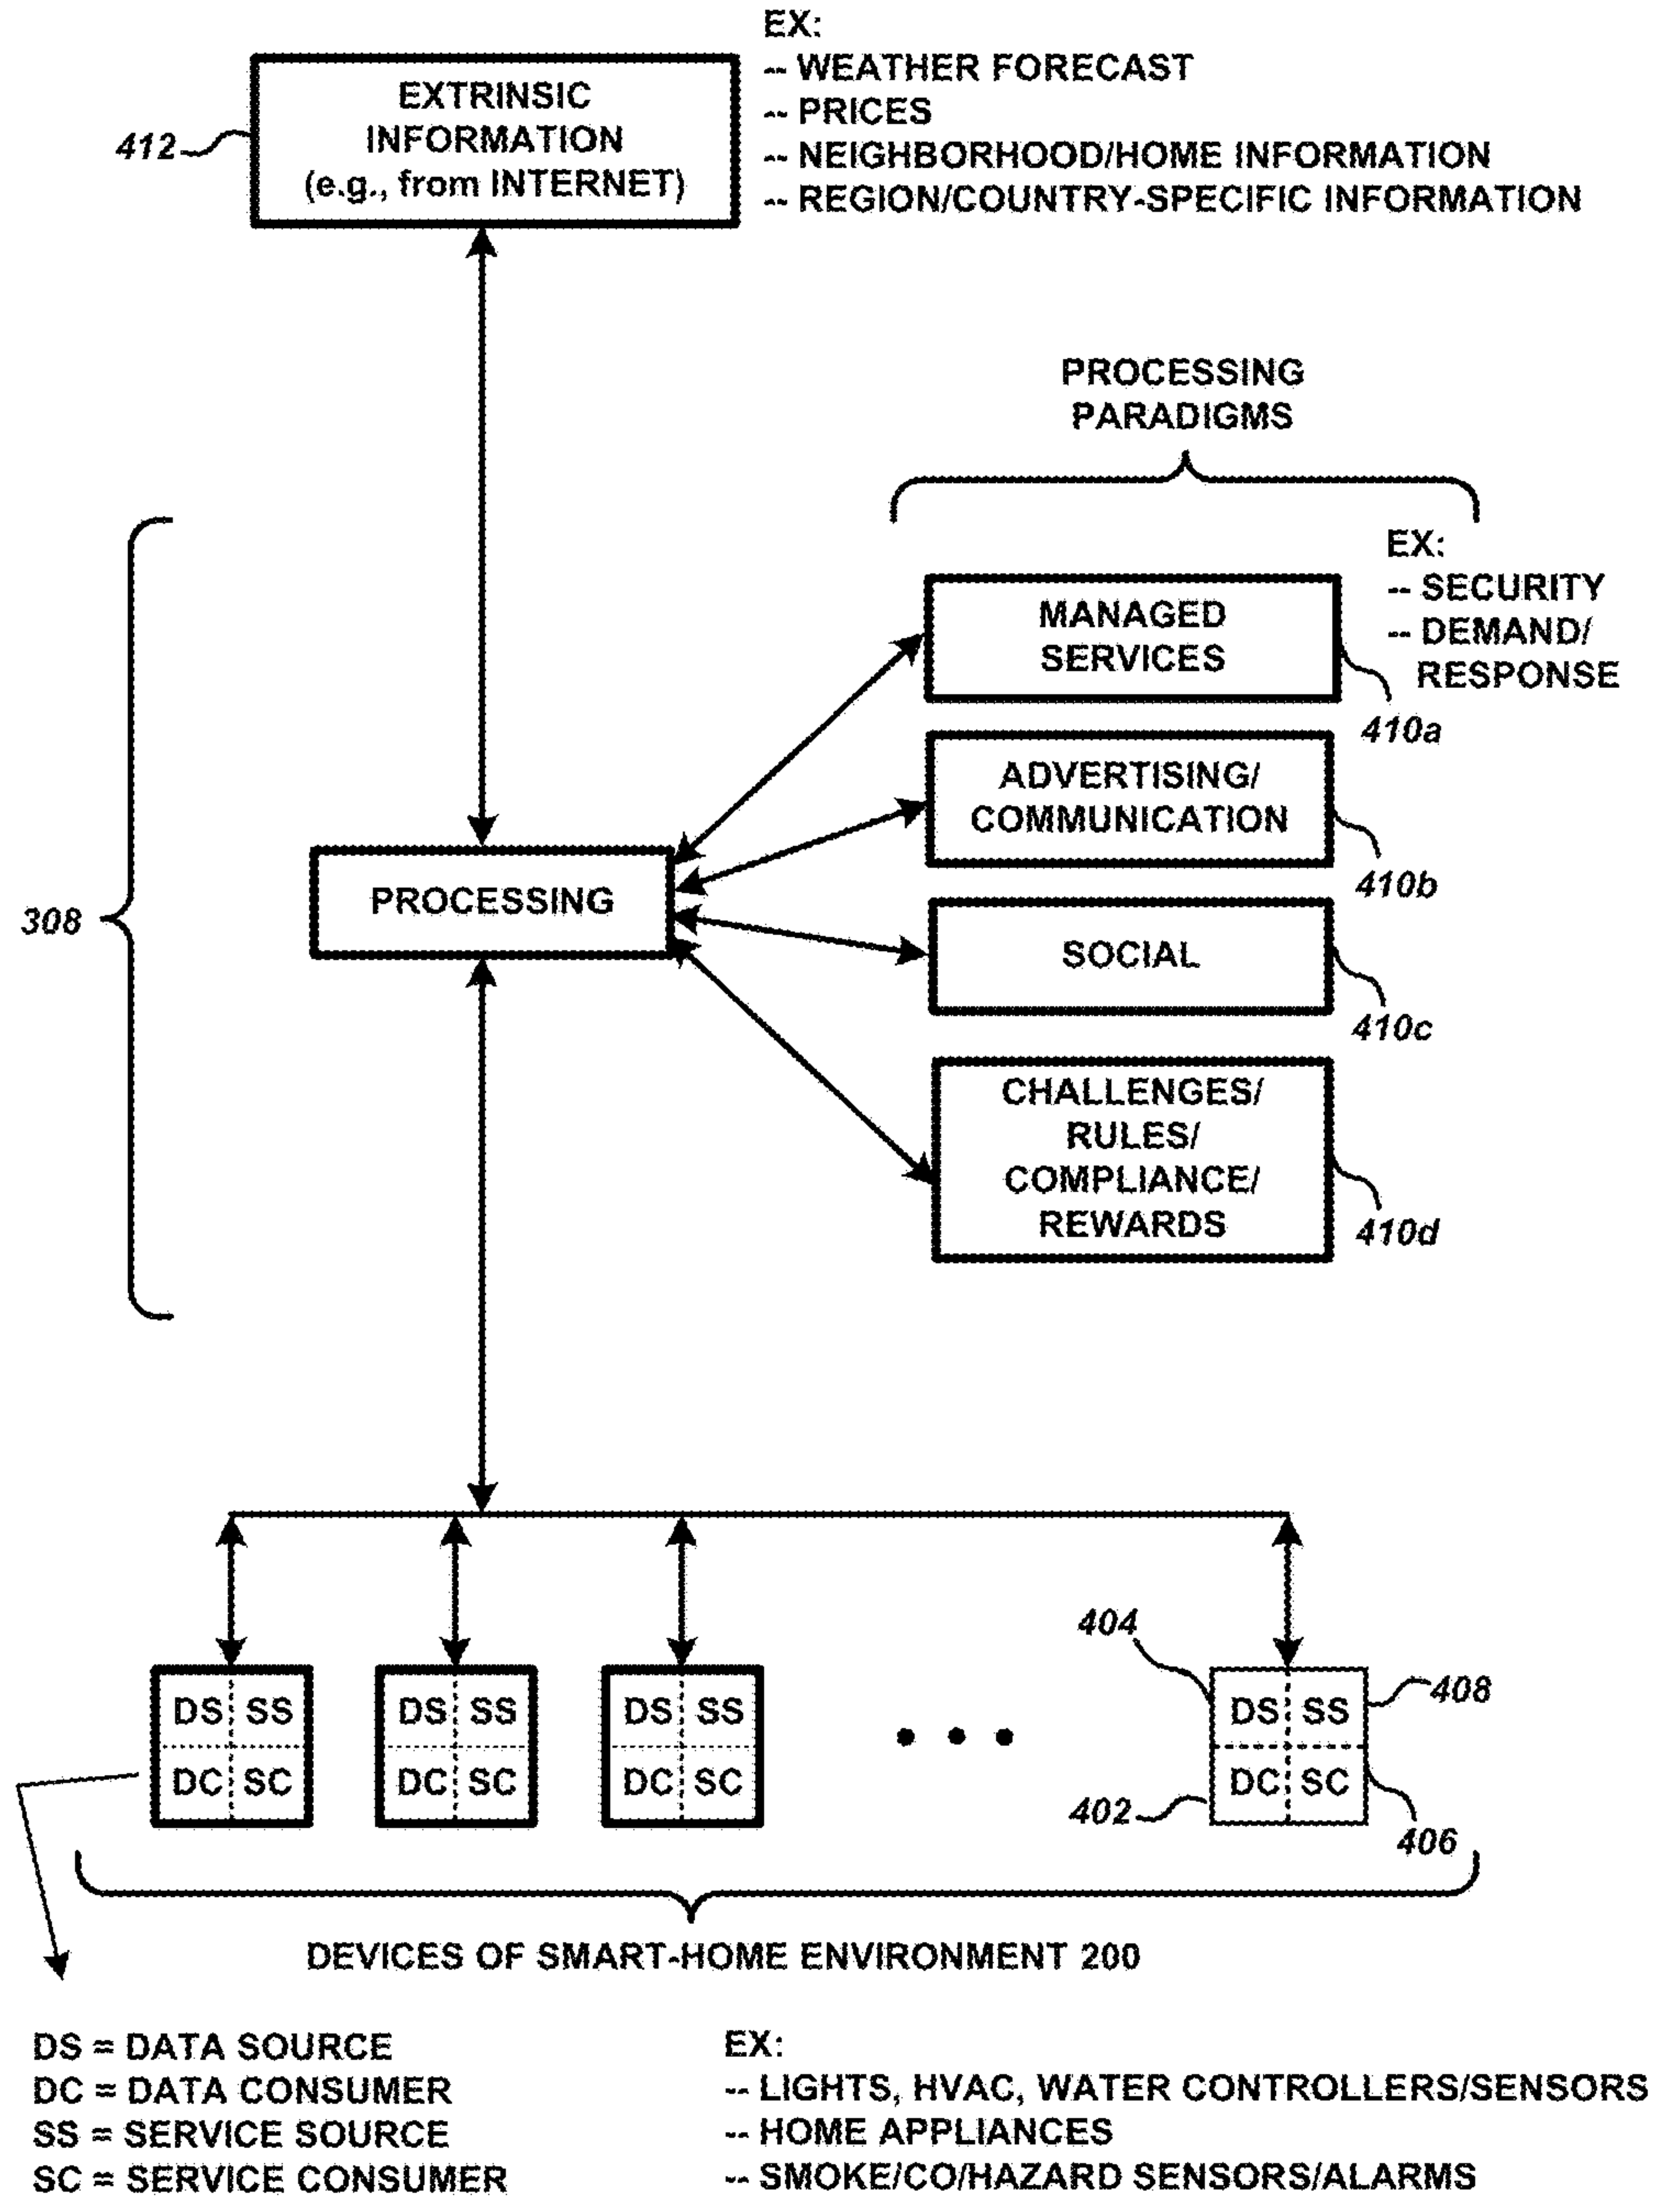 EX:
-- WEATHER FORECAST
-- PRICES
-- NEIGHBORHOOD/HOME INFORMATION
-- REGION/COUNTRY-SPECIFIC INFORMATION
EXTRINSIC
INFORMATION
(e.g., from INTERNET)
412
PROCESSING
PARADIGMS
EX:
-- SECURITY
-- DEMAND/
RESPONSE
MANAGED
SERVICES
410a
ADVERTISING/
COMMUNICATION
410b
PROCESSING
308
SOCIAL
410c
CHALLENGES/
RULES/
COMPLIANCE/
REWARDS
410d
404
DS SS
DC SC
DS SS
DC SC
DS SS
DC SC
DS SS
DC SC
408
402
406
DEVICES OF SMART-HOME ENVIRONMENT 200
DS = DATA SOURCE
DC = DATA CONSUMER
SS = SERVICE SOURCE
SC = SERVICE CONSUMER
EX:
-- LIGHTS, HVAC, WATER CONTROLLERS/SENSORS
-- HOME APPLIANCES
-- SMOKE/CO/HAZARD SENSORS/ALARMS